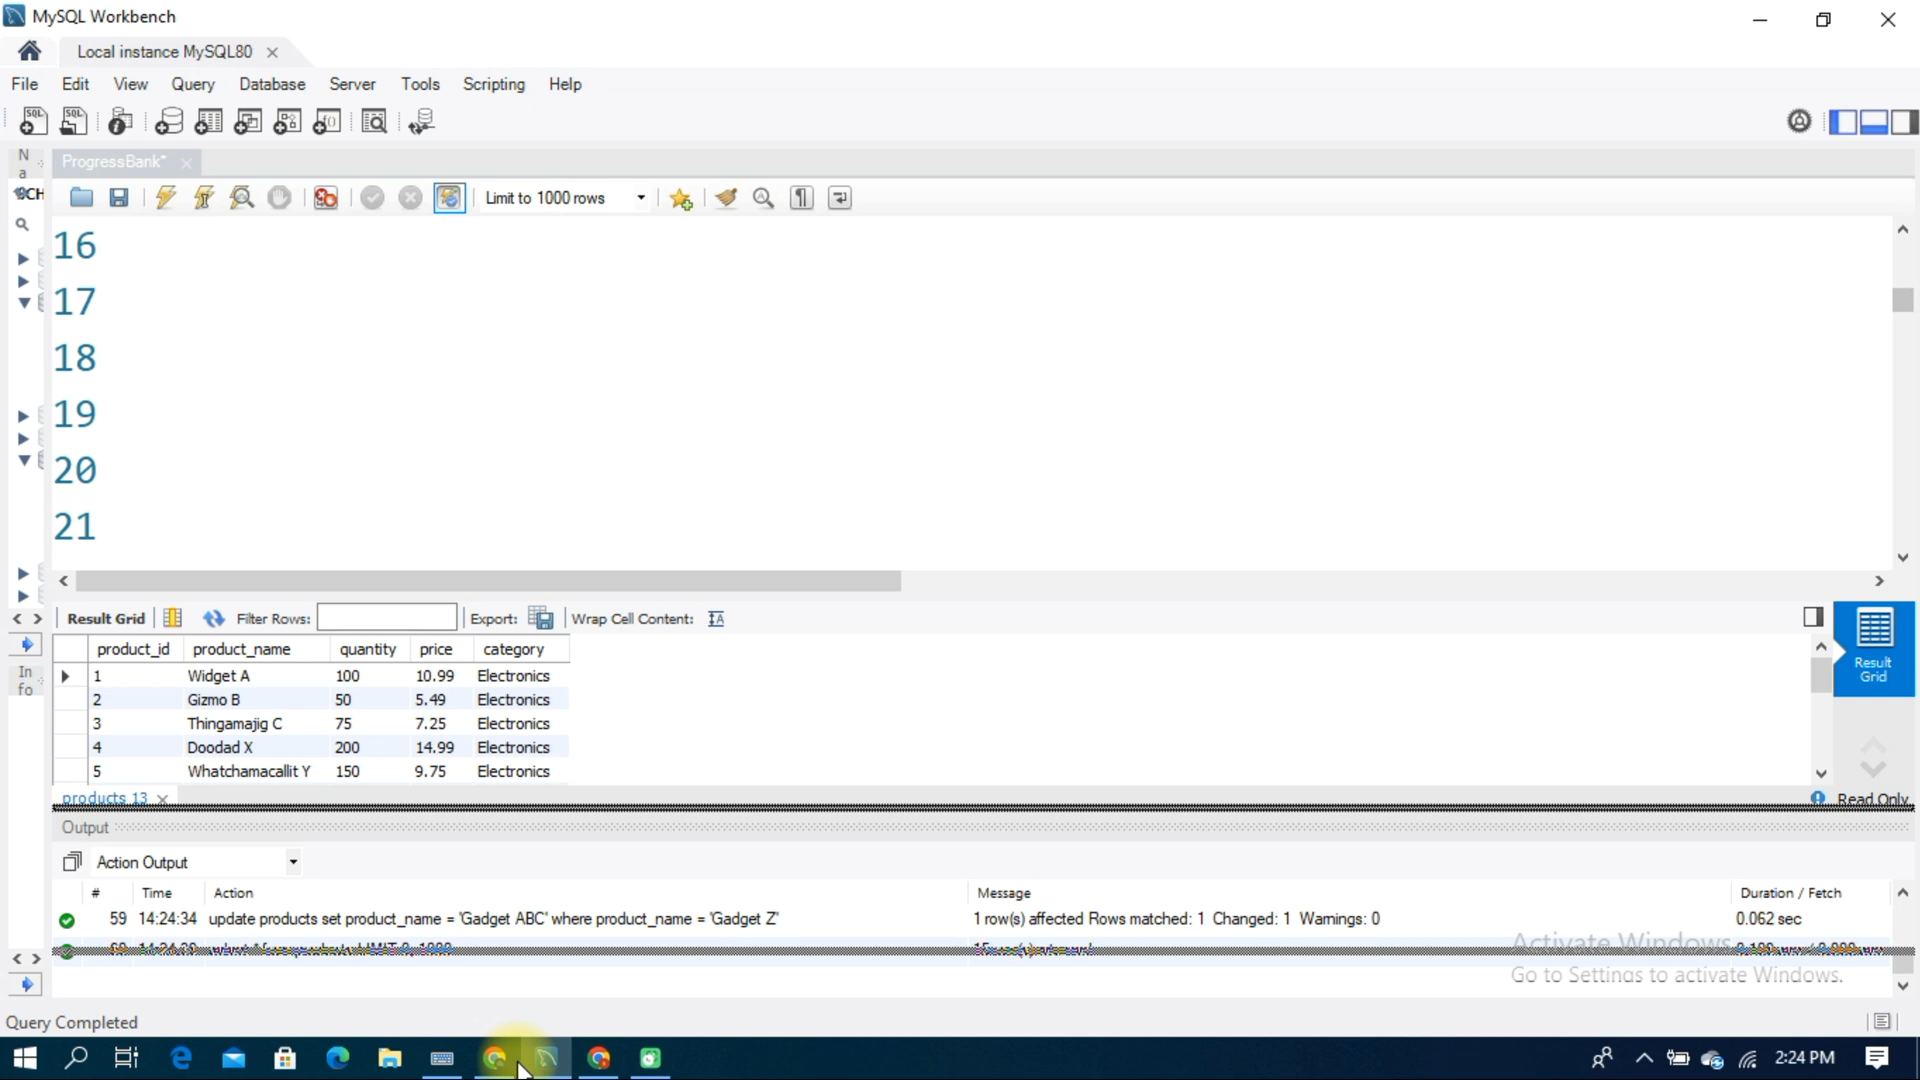 MySQL Workbench
Local instance MySQL80
File Edit View Query Database Server Tools Scripting Help
N
a
ProgressBank*
CH
Limit to 1000 rows
16
17
18
19
20
21
Result Grid Filter Rows: Export: Wrap Cell Content:
Result
Grid
In
fo
product_id product_name quantity price category
1 Widget A 100 10.99 Electronics
2 Gizmo B 50 5.49 Electronics
3 Thingamajig C 75 7.25 Electronics
4 Doodad X 200 14.99 Electronics
5 Whatchamacallit Y 150 9.75 Electronics
products 13 Read Only
Output
Action Output
# Time Action Message Duration / Fetch
59 14:24:34 update products set product_name = 'Gadget ABC' where product_name = 'Gadget Z' 1 row(s) affected Rows matched: 1 Changed: 1 Warnings: 0 0.062 sec
Activate Windows
Go to Settings to activate Windows.
Query Completed
2:24 PM